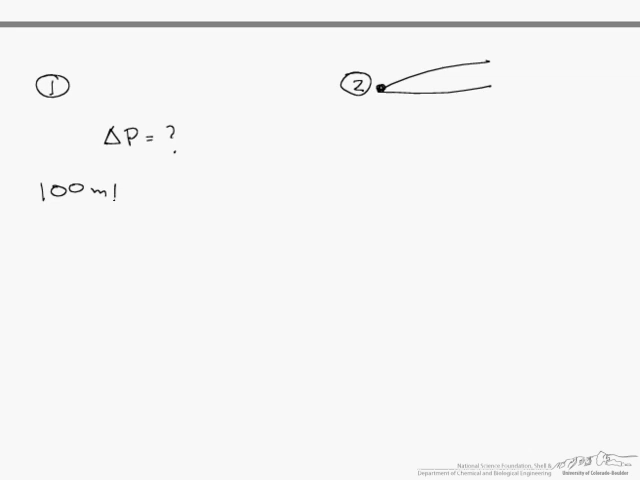 1
2
ΔP = ?
100 m!
National Science Foundation, Shell &
Department of Chemical and Biological Engineering
University of Colorado-Boulder